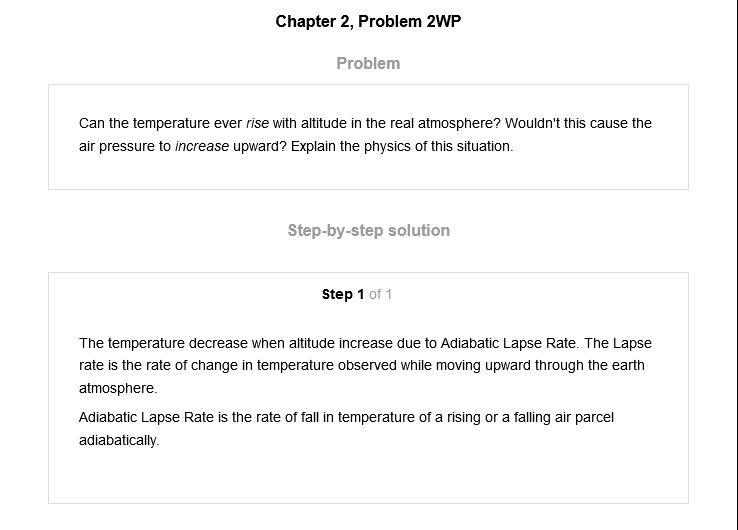 Chapter 2, Problem 2WP
Problem
Can the temperature ever rise with altitude in the real atmosphere? Wouldn't this cause the
air pressure to increase upward? Explain the physics of this situation.
Step-by-step solution
Step 1 of 1
The temperature decrease when altitude increase due to Adiabatic Lapse Rate. The Lapse
rate is the rate of change in temperature observed while moving upward through the earth
atmosphere.
Adiabatic Lapse Rate is the rate of fall in temperature of a rising or a falling air parcel
adiabatically.